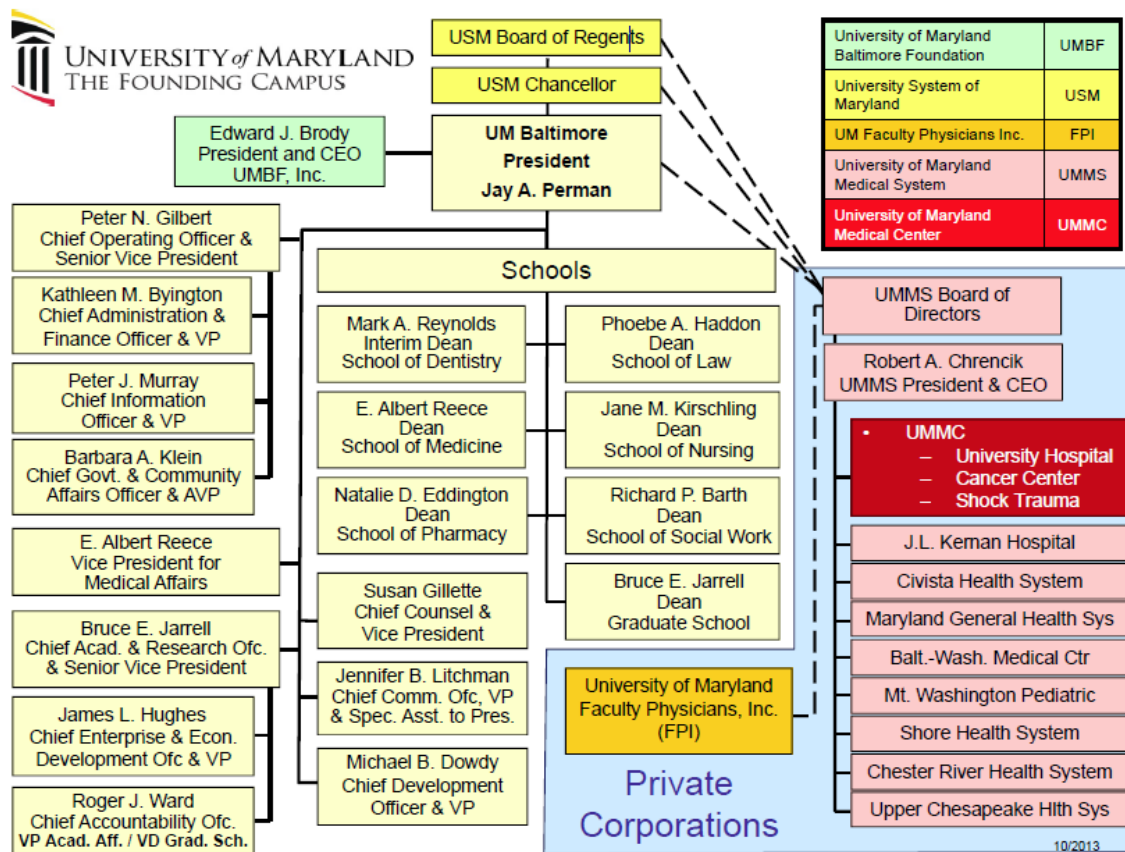 UNIVERSITY of MARYLAND
THE FOUNDING CAMPUS
USM Board of Regents
USM Chancellor
UM Baltimore
President
Jay A. Perman
Edward J. Brody
President and CEO
UMBF, Inc.
University of Maryland
Baltimore Foundation
UMBF
University System of
Maryland
USM
UM Faculty Physicians Inc.
FPI
University of Maryland
Medical System
UMMS
University of Maryland
Medical Center
UMMC
Peter N. Gilbert
Chief Operating Officer &
Senior Vice President
Kathleen M. Byington
Chief Administration &
Finance Officer & VP
Peter J. Murray
Chief Information
Officer & VP
Barbara A. Klein
Chief Govt. & Community
Affairs Officer & AVP
E. Albert Reece
Vice President for
Medical Affairs
Bruce E. Jarrell
Chief Acad. & Research Ofc.
& Senior Vice President
James L. Hughes
Chief Enterprise & Econ.
Development Ofc & VP
Roger J. Ward
Chief Accountability Ofc.
VP Acad. Aff. / VD Grad. Sch.
Schools
Mark A. Reynolds
Interim Dean
School of Dentistry
Phoebe A. Haddon
Dean
School of Law
E. Albert Reece
Dean
School of Medicine
Jane M. Kirschling
Dean
School of Nursing
Natalie D. Eddington
Dean
School of Pharmacy
Richard P. Barth
Dean
School of Social Work
Susan Gillette
Chief Counsel &
Vice President
Bruce E. Jarrell
Dean
Graduate School
Jennifer B. Litchman
Chief Comm. Ofc, VP
& Spec. Asst. to Pres.
Michael B. Dowdy
Chief Development
Officer & VP
University of Maryland
Faculty Physicians, Inc.
(FPI)
Private
Corporations
UMMS Board of
Directors
Robert A. Chrencik
UMMS President & CEO
• UMMC
– University Hospital
– Cancer Center
– Shock Trauma
J.L. Kernan Hospital
Civista Health System
Maryland General Health Sys
Balt.-Wash. Medical Ctr
Mt. Washington Pediatric
Shore Health System
Chester River Health System
Upper Chesapeake Hlth Sys
10/2013